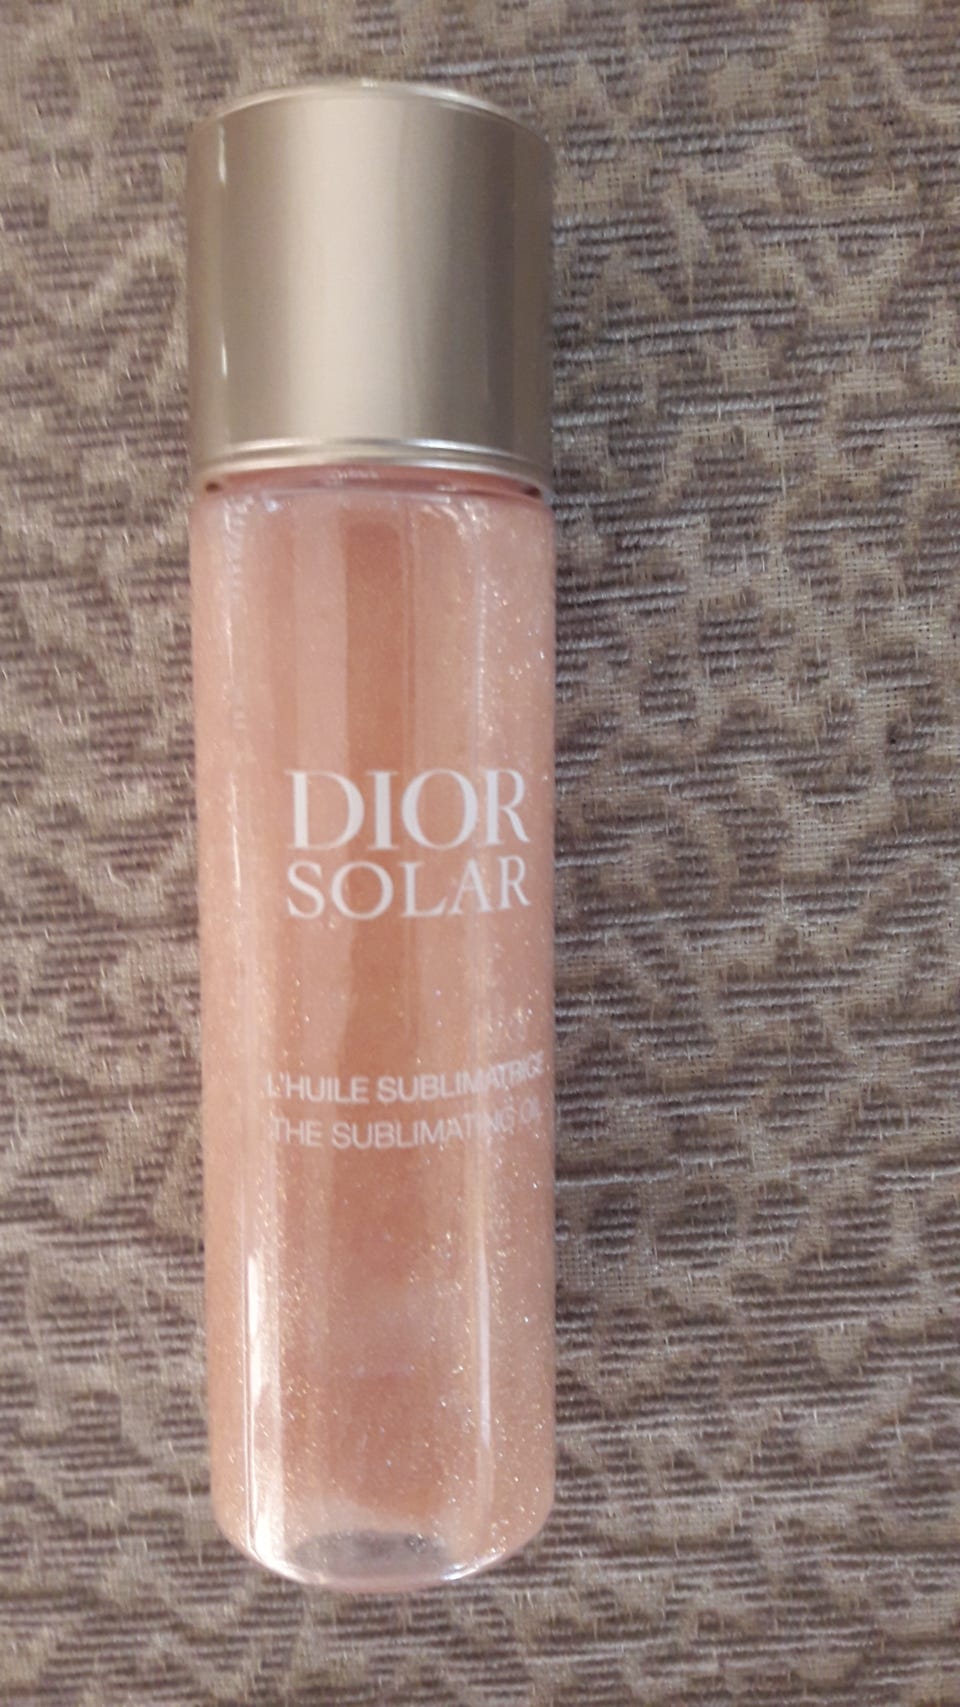 DIOR
SOLAR
L'HUILE SUBLIMATRICE
THE SUBLIMATING OIL